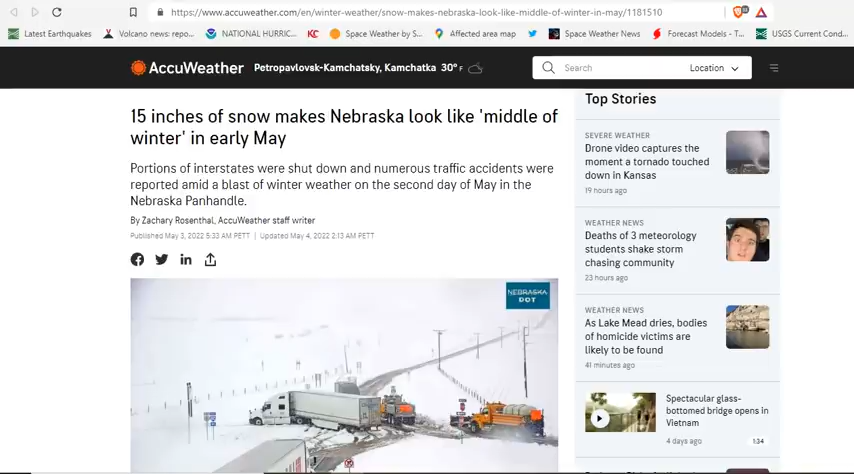 https://www.accuweather.com/en/winter-weather/snow-makes-nebraska-look-like-middle-of-winter-in-may/1181510
Latest Earthquakes
Volcano news: repo...
NATIONAL HURRIC...
KC
Space Weather by S...
Affected area map
Space Weather News
Forecast Models - T...
USGS Current Cond...
AccuWeather
Petropavlovsk-Kamchatsky, Kamchatka 30° F
Search
Location
15 inches of snow makes Nebraska look like 'middle of
winter' in early May
Portions of interstates were shut down and numerous traffic accidents were
reported amid a blast of winter weather on the second day of May in the
Nebraska Panhandle.
By Zachary Rosenthal, AccuWeather staff writer
Published May 3, 2022 5:33 AM PETT | Updated May 4, 2022 2:13 AM PETT
NEBRASKA
DOT
Top Stories
SEVERE WEATHER
Drone video captures the
moment a tornado touched
down in Kansas
19 hours ago
WEATHER NEWS
Deaths of 3 meteorology
students shake storm
chasing community
23 hours ago
WEATHER NEWS
As Lake Mead dries, bodies
of homicide victims are
likely to be found
41 minutes ago
Spectacular glass-
bottomed bridge opens in
Vietnam
4 days ago
1:34